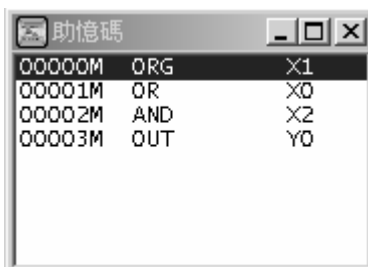 助憶碼
00000M ORG X1
00001M OR X0
00002M AND X2
00003M OUT Y0